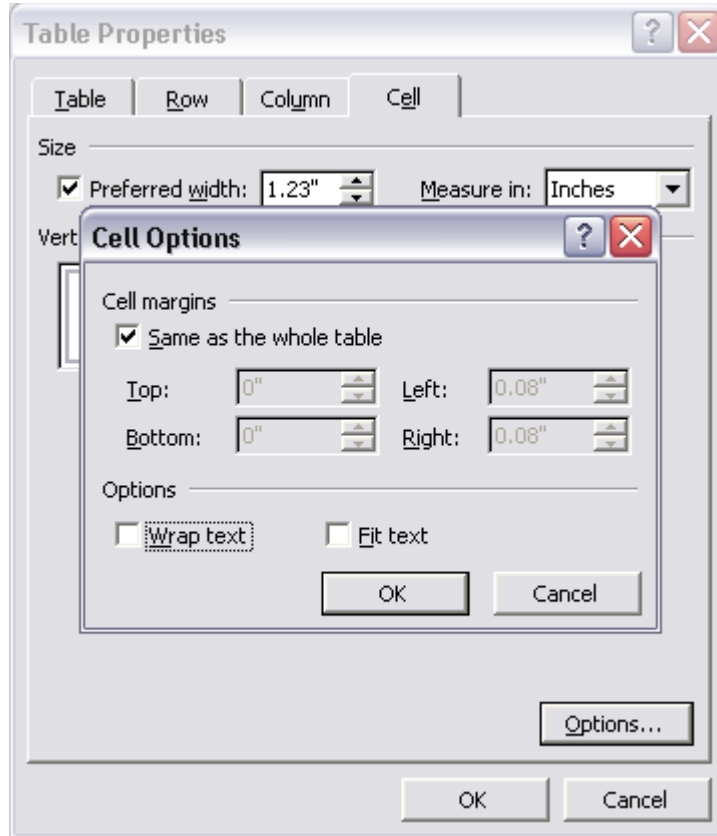 Table Properties
Table Row Column Cell
Size
Preferred width: 1.23" Measure in: Inches
Vert
Cell Options
Cell margins
Same as the whole table
Top: 0" Left: 0.08"
Bottom: 0" Right: 0.08"
Options
Wrap text Fit text
OK Cancel
Options...
OK Cancel